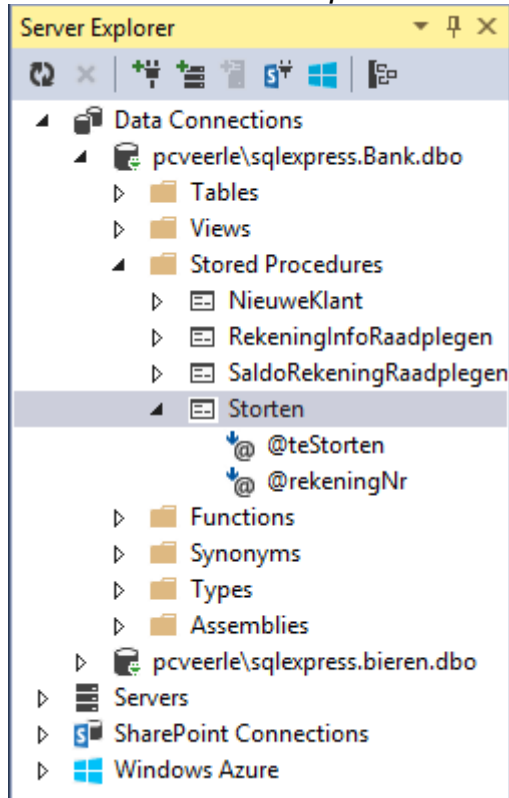 Server Explorer
Data Connections
pcveerle\sqlexpress.Bank.dbo
Tables
Views
Stored Procedures
NieuweKlant
RekeningInfoRaadplegen
SaldoRekeningRaadplegen
Storten
@teStorten
@rekeningNr
Functions
Synonyms
Types
Assemblies
pcveerle\sqlexpress.bieren.dbo
Servers
SharePoint Connections
Windows Azure